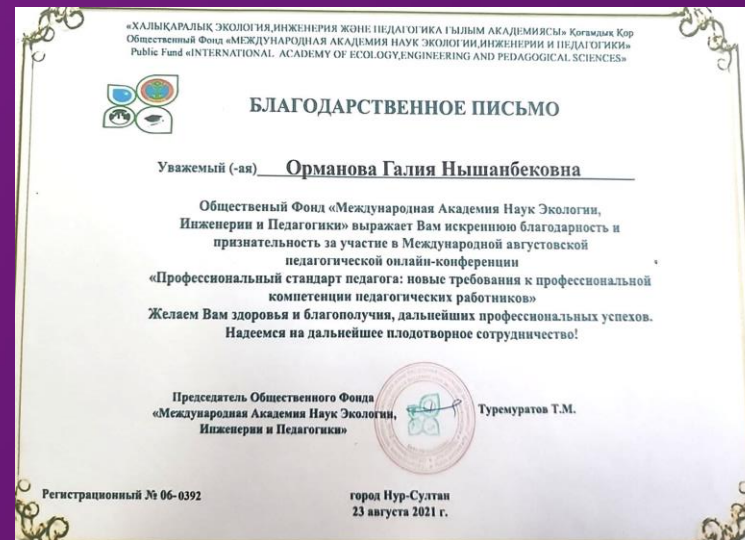 «ХАЛЫҚАРАЛЫҚ ЭКОЛОГИЯ,ИНЖЕНЕРИЯ ЖӘНЕ ПЕДАГОГИКА ҒЫЛЫМ АКАДЕМИЯСЫ» Қоғамдық Қор
Общественный Фонд «МЕЖДУНАРОДНАЯ АКАДЕМИЯ НАУК ЭКОЛОГИИ,ИНЖЕНЕРИИ И ПЕДАГОГИКИ»
Public Fund «INTERNATIONAL ACADEMY OF ECOLOGY,ENGINEERING AND PEDAGOGICAL SCIENCES»
БЛАГОДАРСТВЕННОЕ ПИСЬМО
Уважемый (-ая) Орманова Галия Нышанбековна
Общественый Фонд «Международная Академия Наук Экологии,
Инженерии и Педагогики» выражает Вам искреннюю благодарность и
признательность за участие в Международной августовской
педагогической онлайн-конференции
«Профессиональный стандарт педагога: новые требования к профессиональной
компетенции педагогических работников»
Желаем Вам здоровья и благополучия, дальнейших профессиональных успехов.
Надеемся на дальнейшее плодотворное сотрудничество!
Председатель Общественного Фонда
«Международная Академия Наук Экологии,
Инженерии и Педагогики»
Туремуратов Т.М.
Регистрационный № 06-0392
город Нур-Султан
23 августа 2021 г.